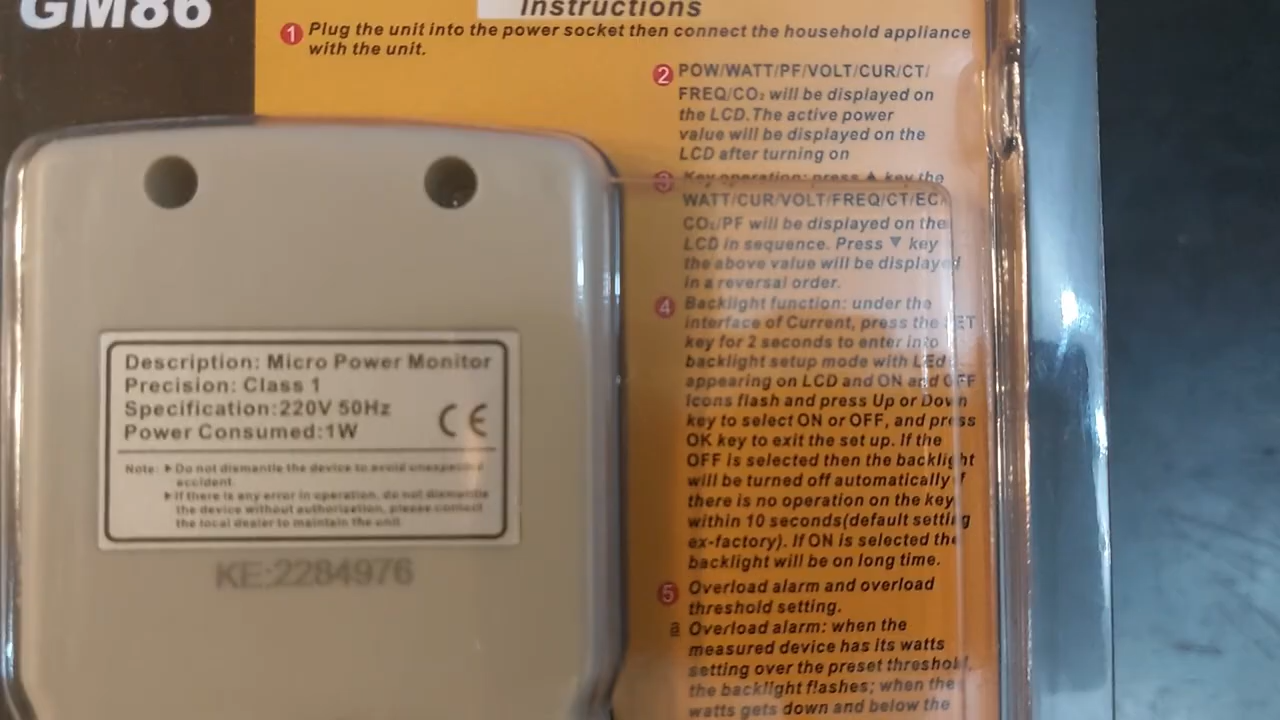 GM86
Instructions
1 Plug the unit into the power socket then connect the household appliance
with the unit.
2 POW/WATT/PF/VOLT/CUR/CT/
FREQ/CO₂ will be displayed on
the LCD.The active power
value will be displayed on the
LCD after turning on
3 Key operation: press ▲ key the
WATT/CUR/VOLT/FREQ/CT/EC
CO₂/PF will be displayed on the
LCD in sequence. Press ▼ key
the above value will be displayed
in a reversal order.
4 Backlight function: under the
interface of Current, press the SET
key for 2 seconds to enter into
backlight setup mode with LEd
appearing on LCD and ON and OFF
Icons flash and press Up or Down
key to select ON or OFF, and press
OK key to exit the set up. If the
OFF is selected then the backlight
will be turned off automatically if
there is no operation on the key
within 10 seconds(default setting
ex-factory). If ON is selected the
backlight will be on long time.
5 Overload alarm and overload
threshold setting.
a Overload alarm: when the
measured device has its watts
setting over the preset threshold,
the backlight flashes; when the
watts gets down and below the
Description: Micro Power Monitor
Precision: Class 1
Specification:220V 50Hz
Power Consumed:1W
CE
Note: ▶Do not dismantle the device to avoid unexpected
accident.
▶If there is any error in operation, do not dismantle
the device without authorization, please contact
the local dealer to maintain the unit.
KE:2284976